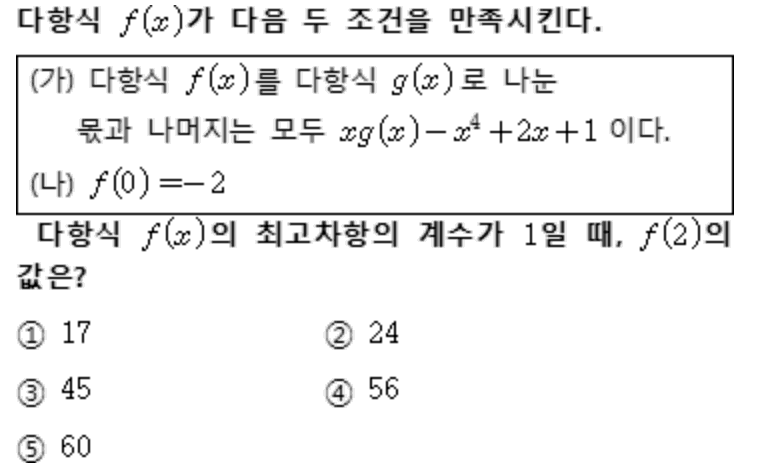 다항식 f(x)가 다음 두 조건을 만족시킨다.
(가) 다항식 f(x)를 다항식 g(x)로 나눈
몫과 나머지는 모두 xg(x)−x⁴+2x+1 이다.
(나) f(0)=−2
다항식 f(x)의 최고차항의 계수가 1일 때, f(2)의
값은?
① 17 ② 24
③ 45 ④ 56
⑤ 60